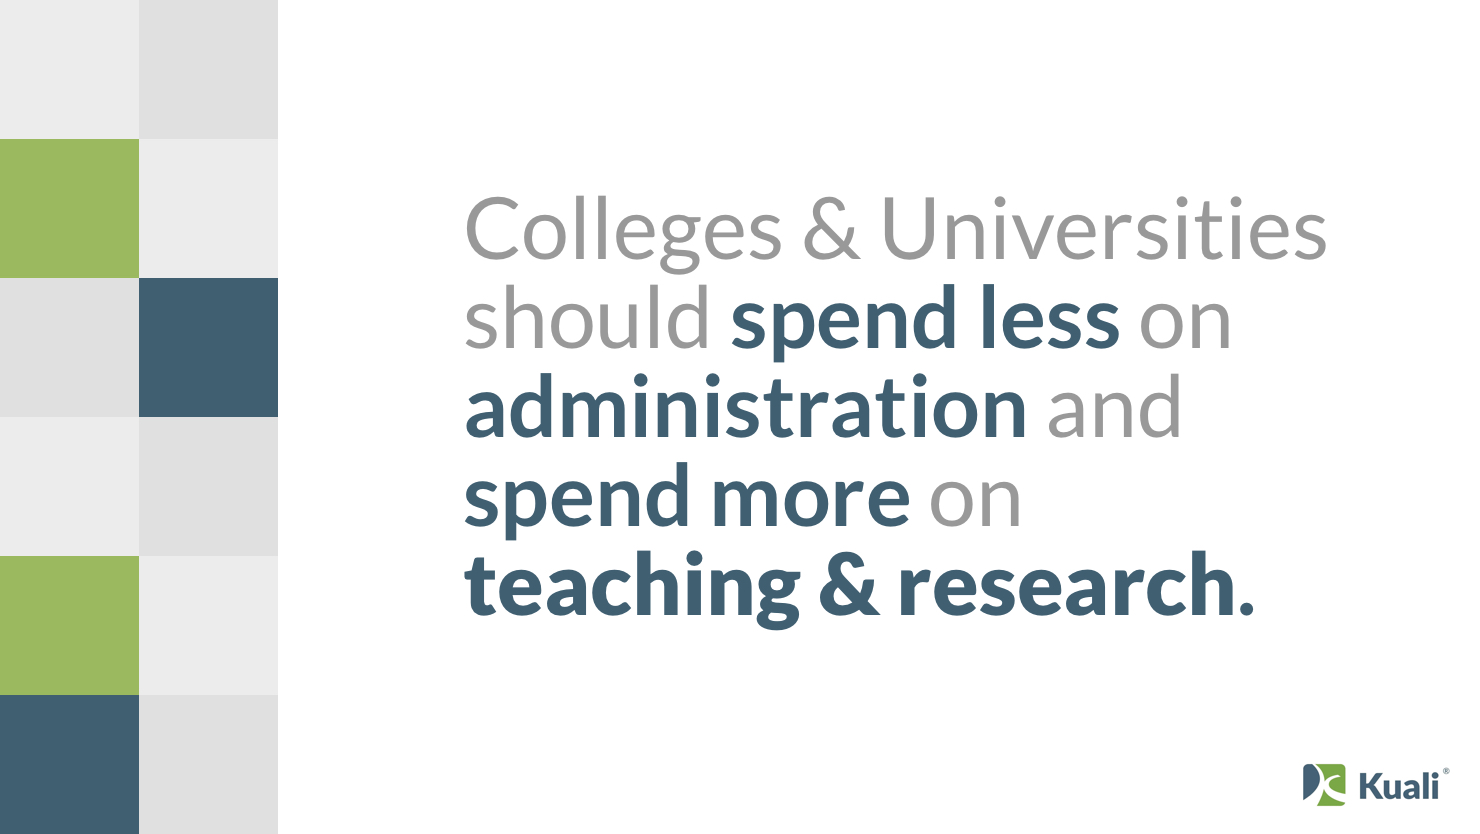 Colleges & Universities
should spend less on
administration and
spend more on
teaching & research.
Kuali®